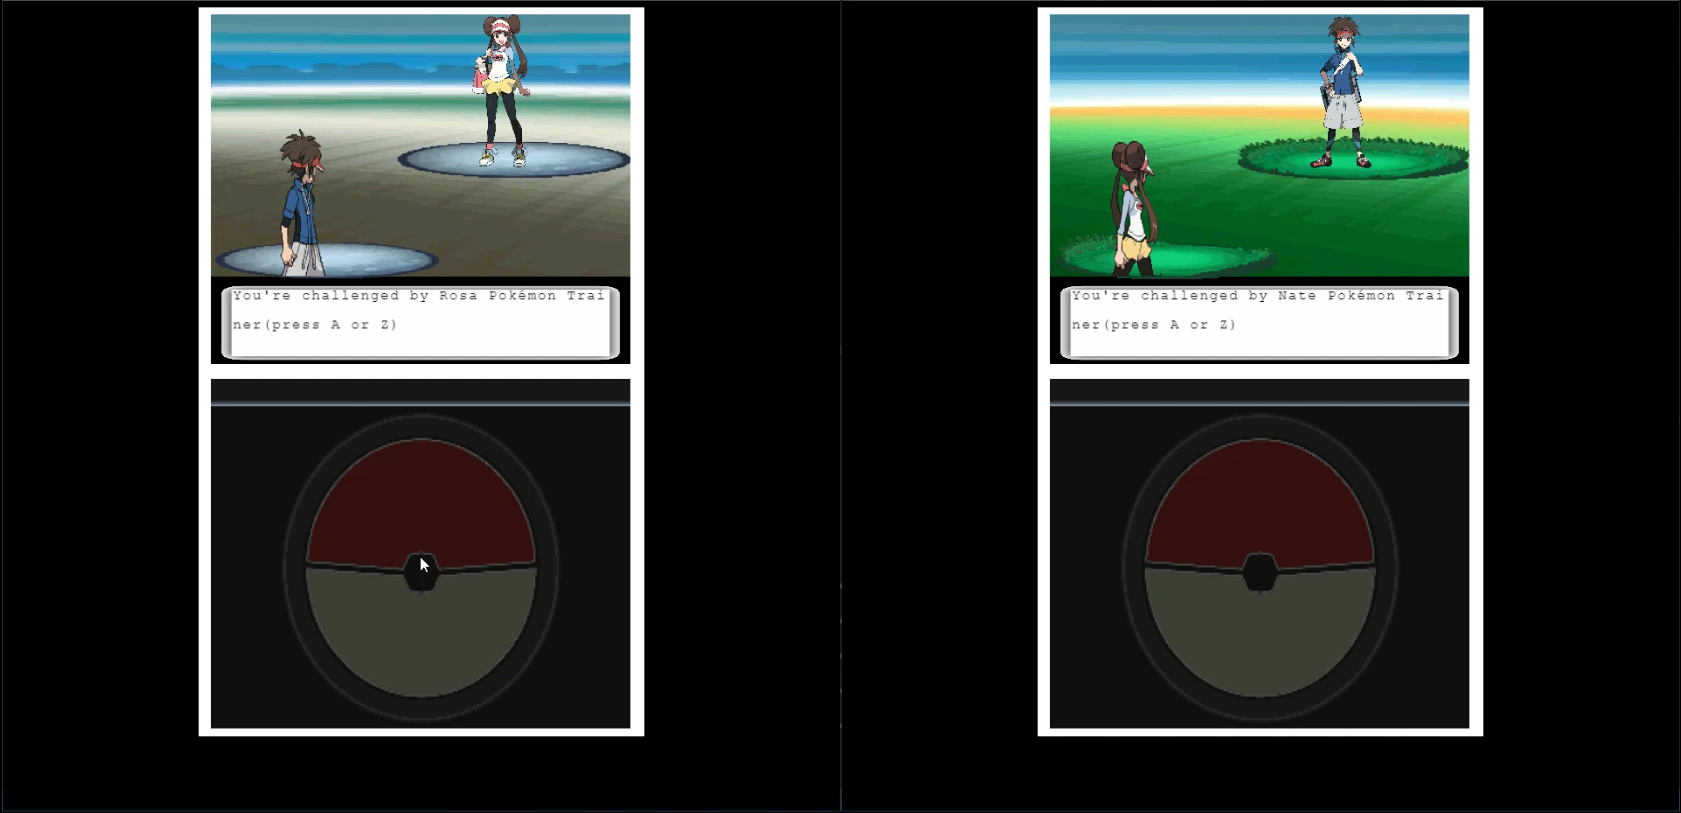 You're challenged by Rosa Pokémon Trai
ner(press A or Z)
You're challenged by Nate Pokémon Trai
ner(press A or Z)